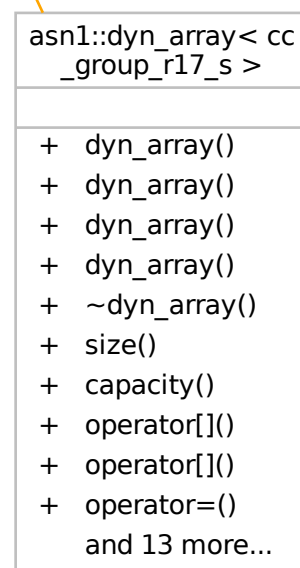 asn1::dyn_array< cc
_group_r17_s >
+ dyn_array()
+ dyn_array()
+ dyn_array()
+ dyn_array()
+ ~dyn_array()
+ size()
+ capacity()
+ operator[]()
+ operator[]()
+ operator=()
and 13 more...